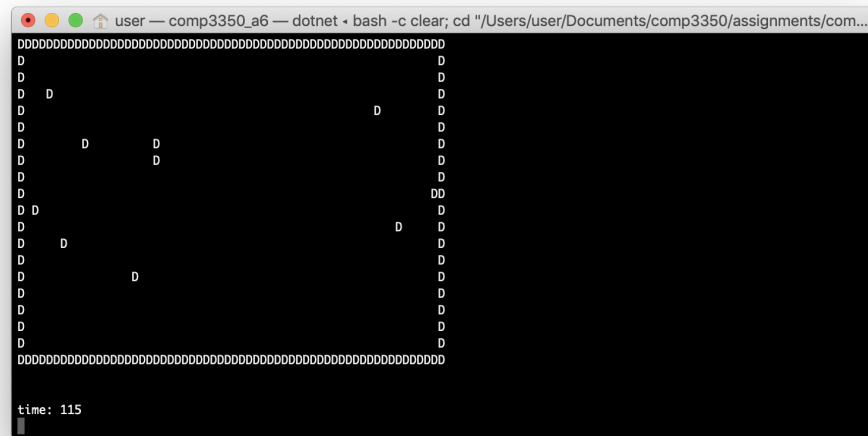 user — comp3350_a6 — dotnet ◂ bash -c clear; cd "/Users/user/Documents/comp3350/assignments/com...
DDDDDDDDDDDDDDDDDDDDDDDDDDDDDDDDDDDDDDDDDDDDDDDDDDDDDDDDDDDD
D                                                          D
D                                                          D
D   D                                                      D
D                                                 D        D
D                                                          D
D        D         D                                       D
D                  D                                       D
D                                                          D
D                                                         DD
D D                                                        D
D                                                    D     D
D     D                                                    D
D                                                          D
D               D                                          D
D                                                          D
D                                                          D
D                                                          D
D                                                          D
DDDDDDDDDDDDDDDDDDDDDDDDDDDDDDDDDDDDDDDDDDDDDDDDDDDDDDDDDDDD
time: 115